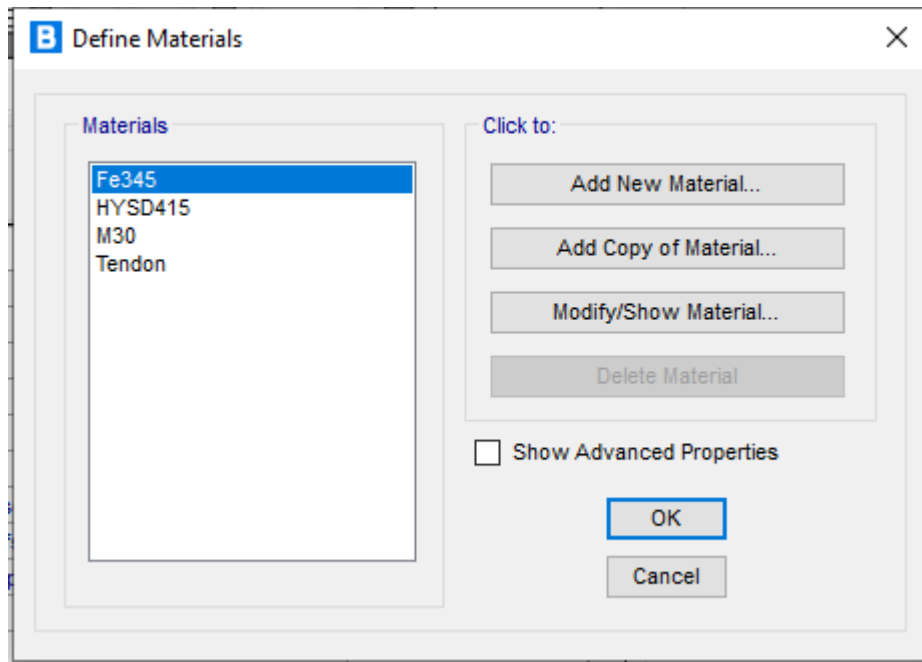 B Define Materials
Materials
Fe345
HYSD415
M30
Tendon
Click to:
Add New Material...
Add Copy of Material...
Modify/Show Material...
Delete Material
Show Advanced Properties
OK
Cancel